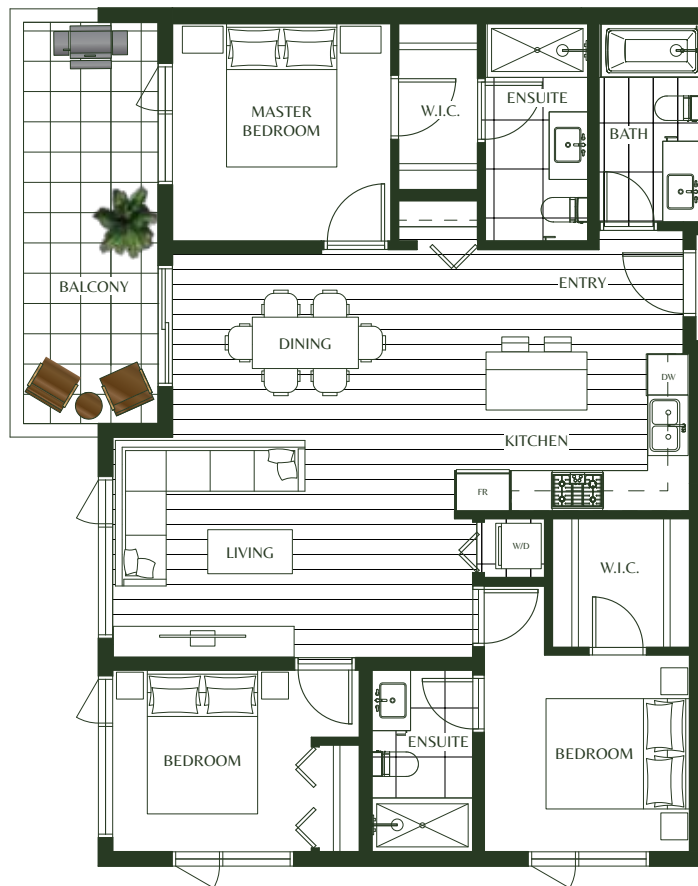 MASTER
BEDROOM
W.I.C.
ENSUITE
BATH
BALCONY
ENTRY
DINING
DW
KITCHEN
FR
LIVING
W/D
W.I.C.
BEDROOM
ENSUITE
BEDROOM